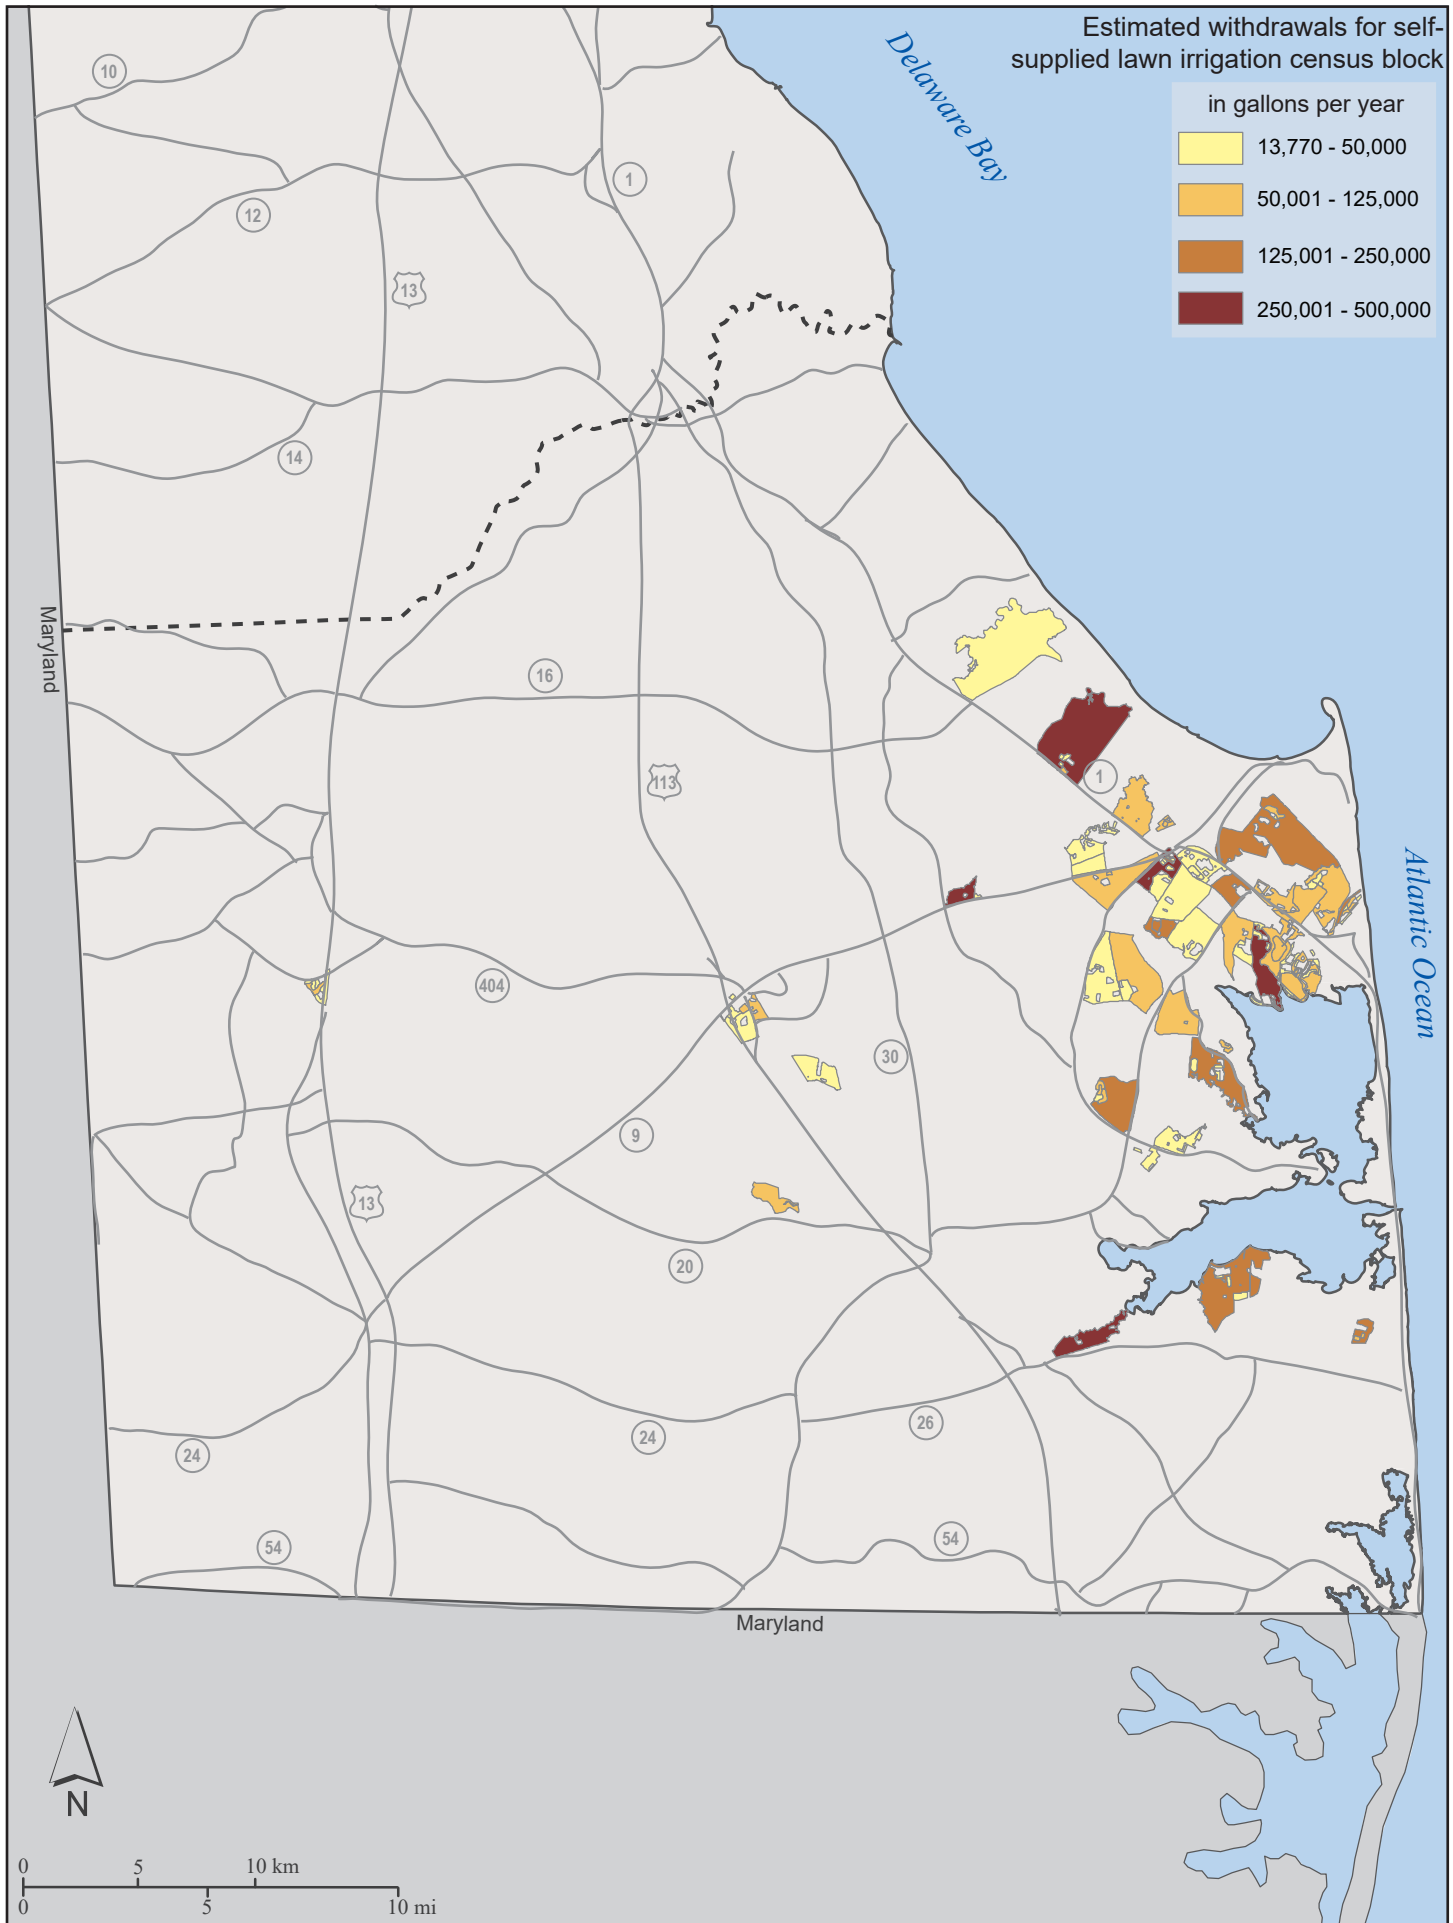 Estimated withdrawals for self-
supplied lawn irrigation census block
in gallons per year
13,770 - 50,000
50,001 - 125,000
125,001 - 250,000
250,001 - 500,000
Delaware Bay
10
1
12
13
14
Maryland
16
113
1
Atlantic Ocean
404
30
9
13
20
26
24
24
54
54
Maryland
N
0 5 10 km
0 5 10 mi